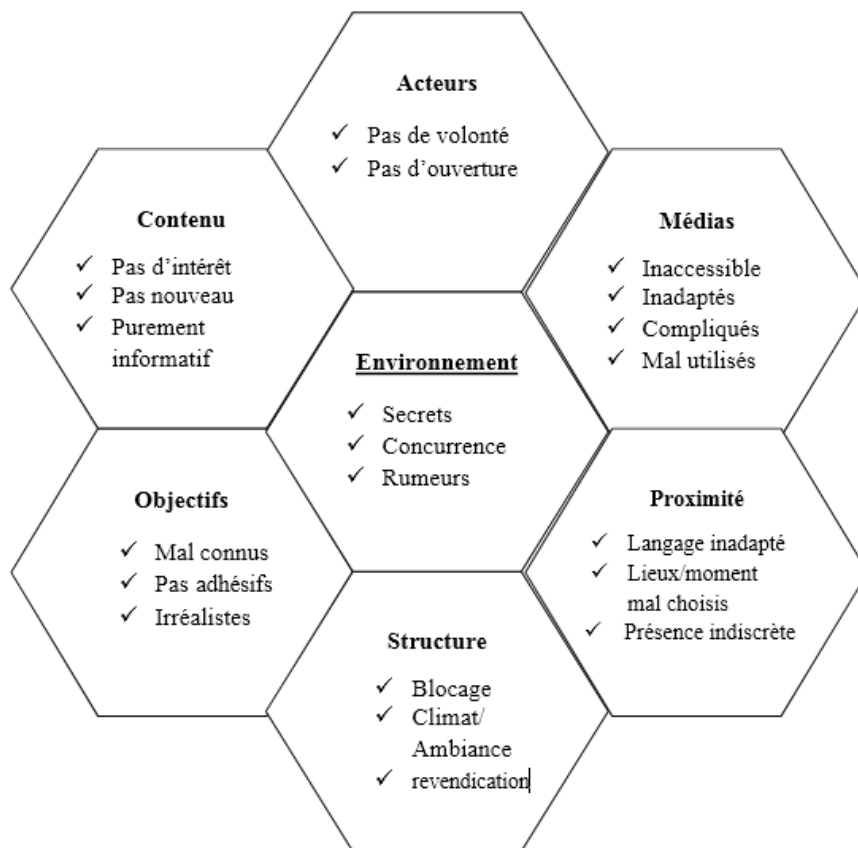 Acteurs
✓ Pas de volonté
✓ Pas d’ouverture
Contenu
✓ Pas d’intérêt
✓ Pas nouveau
✓ Purement
informatif
Médias
✓ Inaccessible
✓ Inadaptés
✓ Compliqués
✓ Mal utilisés
Environnement
✓ Secrets
✓ Concurrence
✓ Rumeurs
Objectifs
✓ Mal connus
✓ Pas adhésifs
✓ Irréalistes
Proximité
✓ Langage inadapté
✓ Lieux/moment
mal choisis
✓ Présence indiscrète
Structure
✓ Blocage
✓ Climat/
Ambiance
✓ revendication